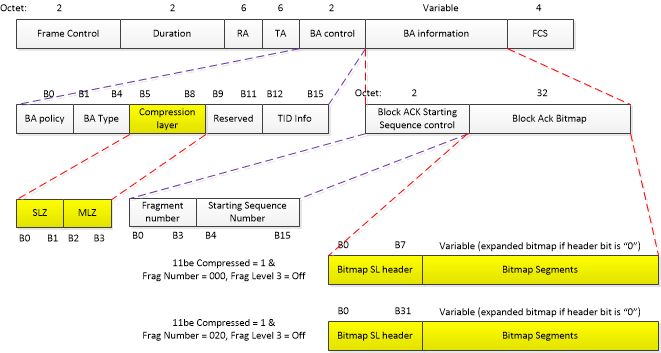 Octet: 2 2 6 6 2 Variable 4
Frame Control Duration RA TA BA control BA information FCS
B0 B1 B4 B5 B8 B9 B11 B12 B15 Octet: 2 32
BA policy BA Type Compression layer Reserved TID Info Block ACK Starting Sequence control Block Ack Bitmap
SLZ MLZ Fragment number Starting Sequence Number
B0 B1 B2 B3 B0 B3 B4 B15
B0 B7 Variable (expanded bitmap if header bit is “0”)
11be Compressed = 1 &
Frag Number = 000, Frag Level 3 = Off
Bitmap SL header Bitmap Segments
B0 B31 Variable (expanded bitmap if header bit is “0”)
11be Compressed = 1 &
Frag Number = 020, Frag Level 3 = Off
Bitmap SL header Bitmap Segments